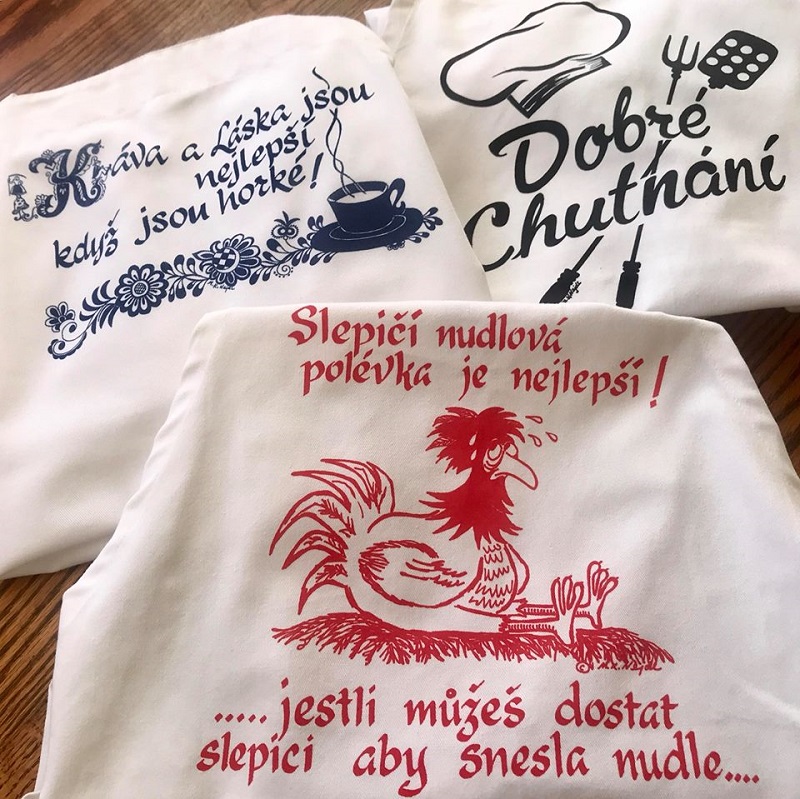 Káva a Láska jsou
nejlepší
když jsou horké!
Dobré
Chutnání
Slepičí nudlová
polévka je nejlepší!
.....jestli můžeš dostat
slepici aby snesla nudle....